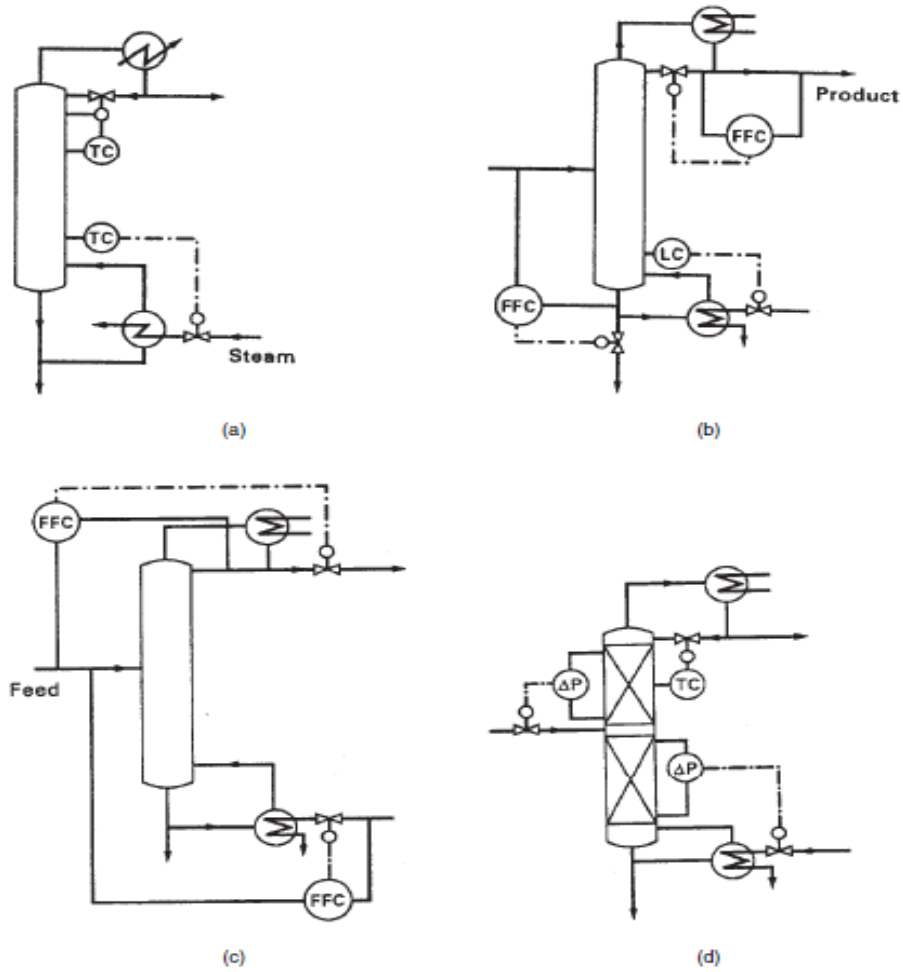 TC
TC
Steam
(a)
Product
FFC
LC
FFC
(b)
FFC
Feed
FFC
(c)
ΔP
TC
ΔP
(d)